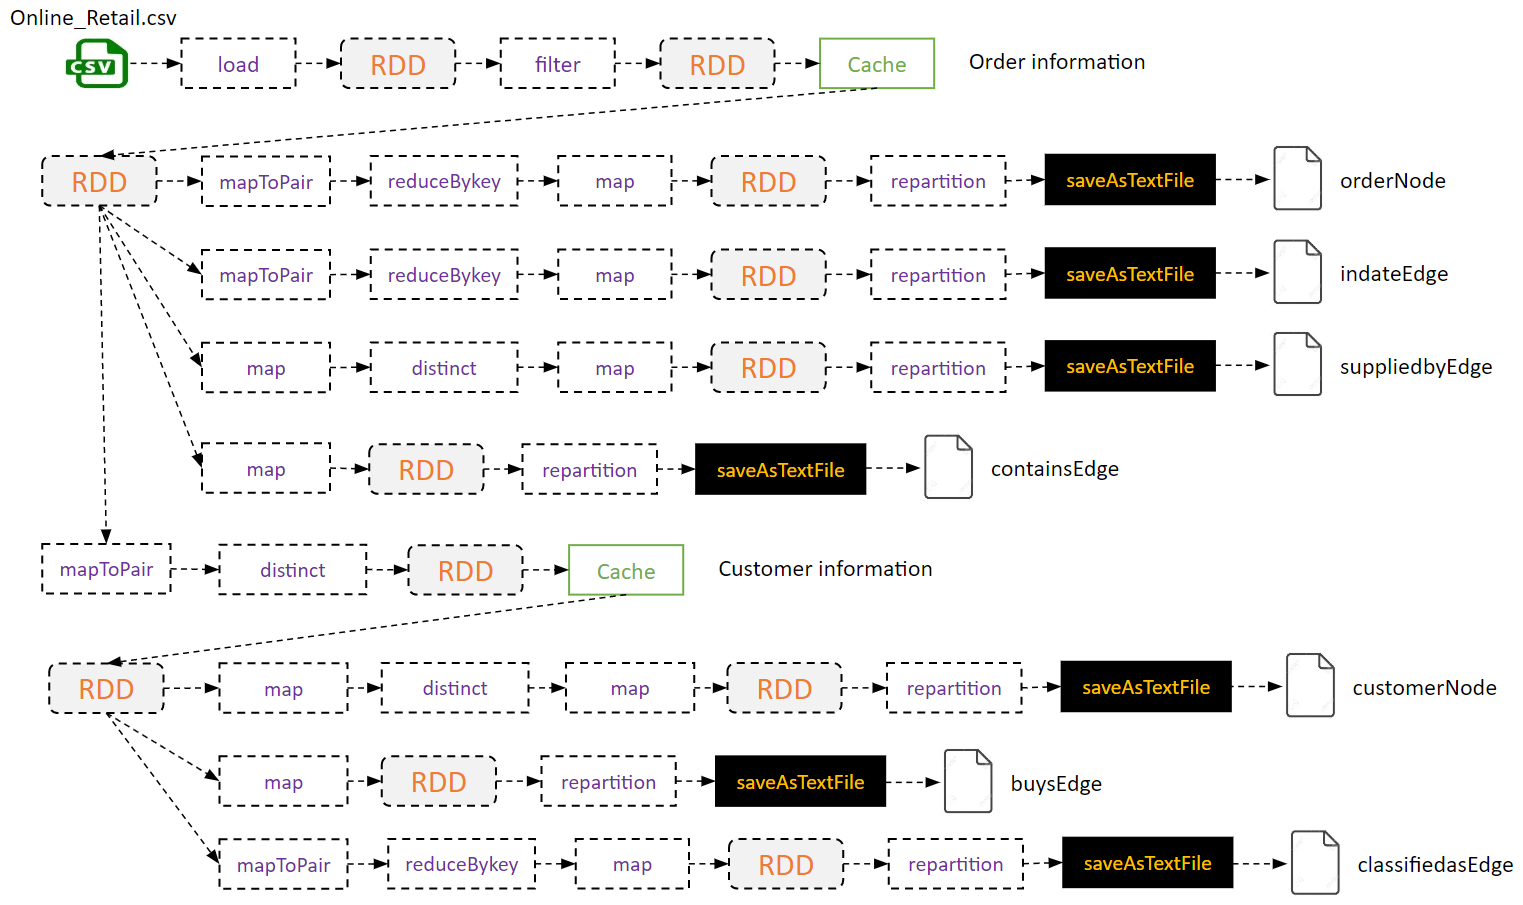 Online_Retail.csv
CSV
load
RDD
filter
RDD
Cache
Order information
RDD
mapToPair
reduceBykey
map
RDD
repartition
saveAsTextFile
orderNode
mapToPair
reduceBykey
map
RDD
repartition
saveAsTextFile
indateEdge
map
distinct
map
RDD
repartition
saveAsTextFile
suppliedbyEdge
map
RDD
repartition
saveAsTextFile
containsEdge
mapToPair
distinct
RDD
Cache
Customer information
RDD
map
distinct
map
RDD
repartition
saveAsTextFile
customerNode
map
RDD
repartition
saveAsTextFile
buysEdge
mapToPair
reduceBykey
map
RDD
repartition
saveAsTextFile
classifiedasEdge